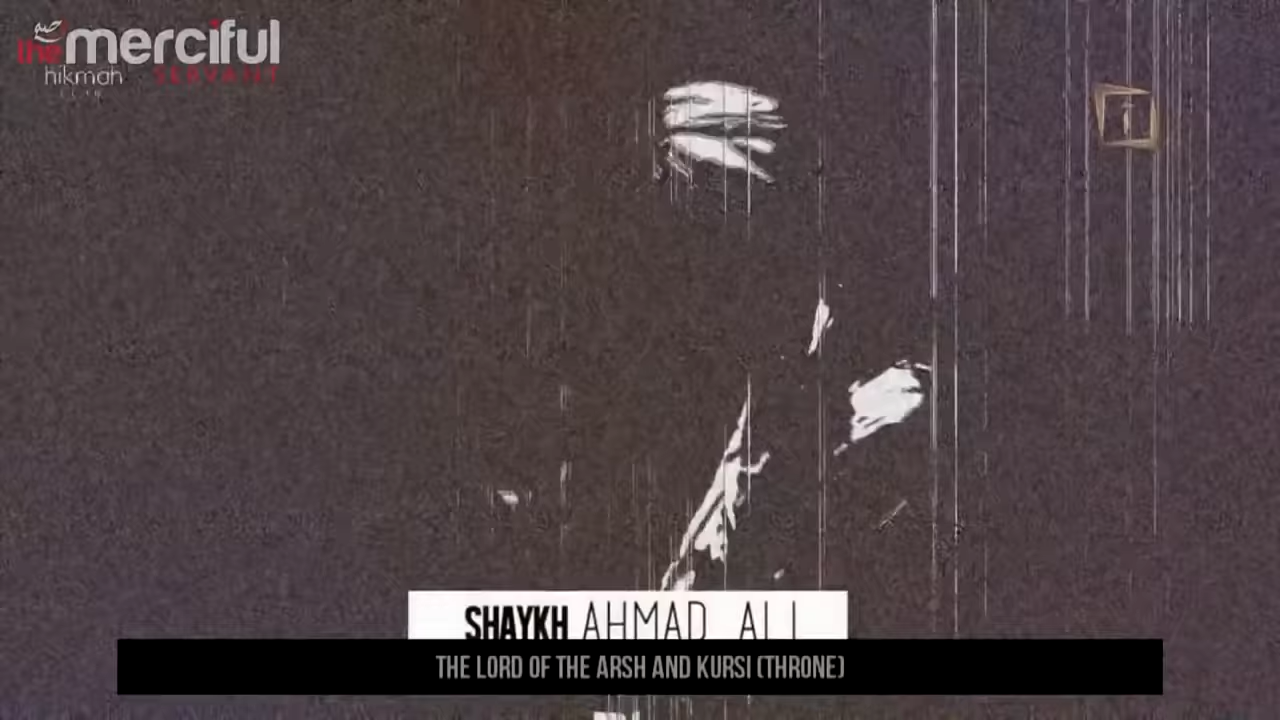 the merciful
hikmah SERVANT
SHAYKH AHMAD ALI
THE LORD OF THE ARSH AND KURSI (THRONE)